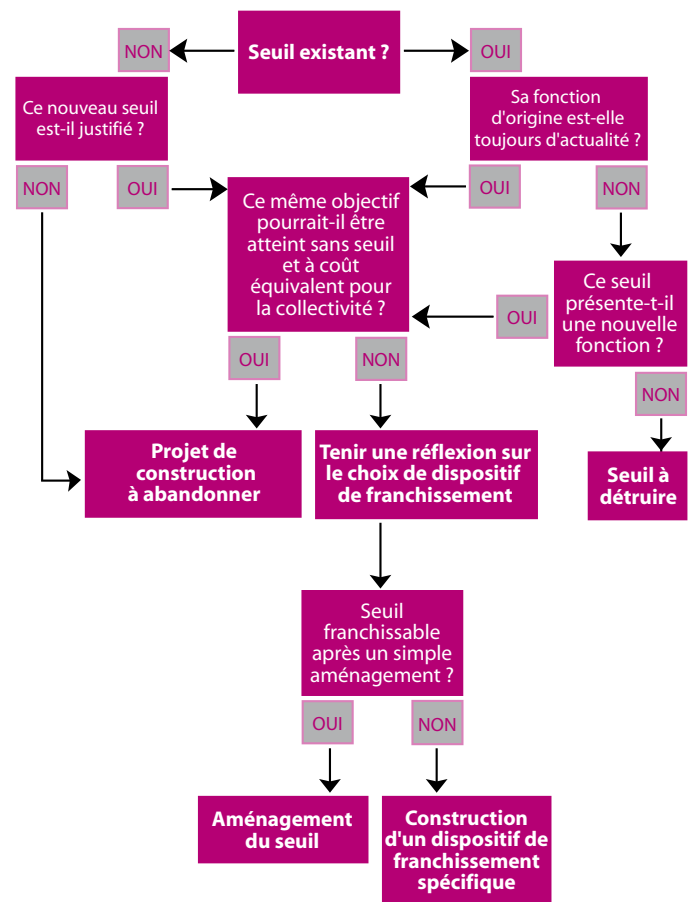 NON
Seuil existant ?
OUI
Ce nouveau seuil
est-il justifié ?
Sa fonction
d'origine est-elle
toujours d'actualité ?
NON
OUI
Ce même objectif
pourrait-il être
atteint sans seuil
et à coût
équivalent pour
la collectivité ?
OUI
NON
Ce seuil
présente-t-il
une nouvelle
fonction ?
OUI
OUI
NON
NON
Projet de
construction
à abandonner
Tenir une réflexion sur
le choix de dispositif
de franchissement
Seuil à
détruire
Seuil
franchissable
après un simple
aménagement ?
OUI
NON
Aménagement
du seuil
Construction
d'un dispositif de
franchissement
spécifique